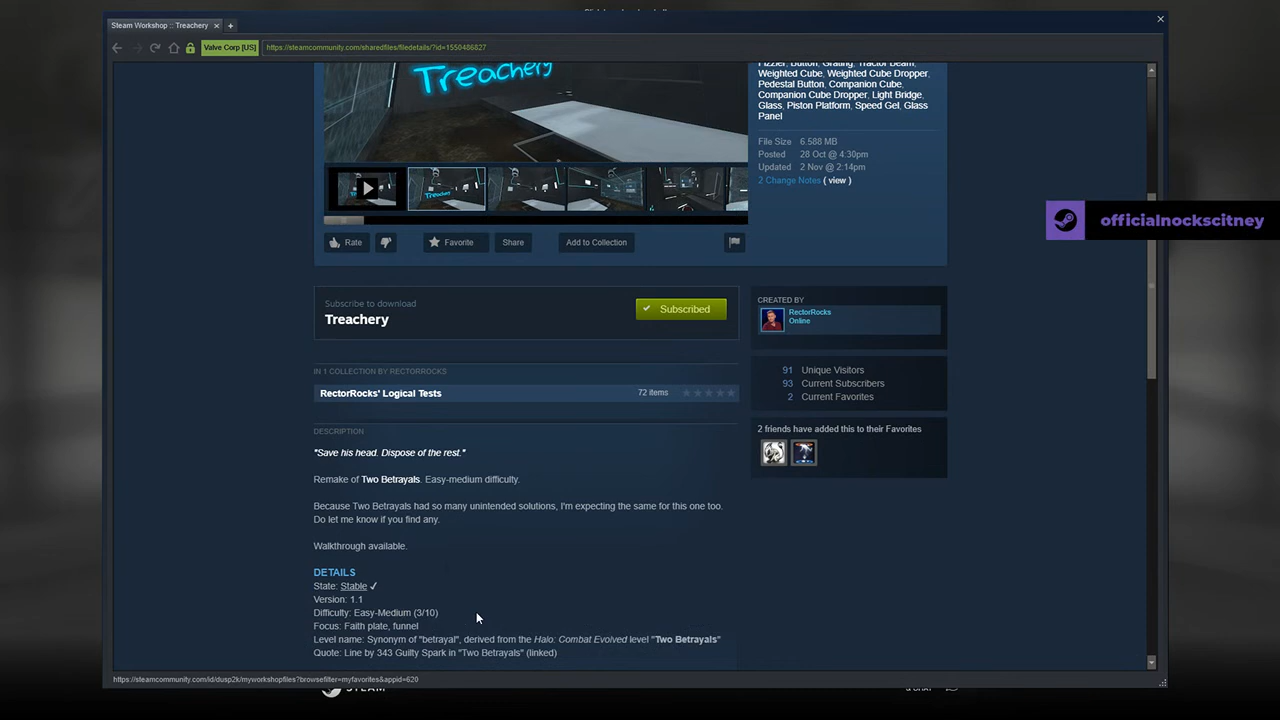 Steam Workshop :: Treachery × +
Valve Corp [US] https://steamcommunity.com/sharedfiles/filedetails/?id=1550486827
Treachery
Fizzler, Button, Grating, Tractor Beam,
Weighted Cube, Weighted Cube Dropper,
Pedestal Button, Companion Cube,
Companion Cube Dropper, Light Bridge,
Glass, Piston Platform, Speed Gel, Glass
Panel
File Size 6.588 MB
Posted 28 Oct @ 4:30pm
Updated 2 Nov @ 2:14pm
2 Change Notes ( view )
officialnockscitney
Rate Favorite Share Add to Collection
Subscribe to download
Treachery
Subscribed
CREATED BY
RectorRocks
Online
IN 1 COLLECTION BY RECTORROCKS
RectorRocks' Logical Tests 72 items
91 Unique Visitors
93 Current Subscribers
2 Current Favorites
2 friends have added this to their Favorites
DESCRIPTION
"Save his head. Dispose of the rest."
Remake of Two Betrayals. Easy-medium difficulty.
Because Two Betrayals had so many unintended solutions, I'm expecting the same for this one too.
Do let me know if you find any.
Walkthrough available.
DETAILS
State: Stable ✓
Version: 1.1
Difficulty: Easy-Medium (3/10)
Focus: Faith plate, funnel
Level name: Synonym of "betrayal", derived from the Halo: Combat Evolved level "Two Betrayals"
Quote: Line by 343 Guilty Spark in "Two Betrayals" (linked)
https://steamcommunity.com/id/dusp2k/myworkshopfiles?browsefilter=myfavorites&appid=620
STEAM